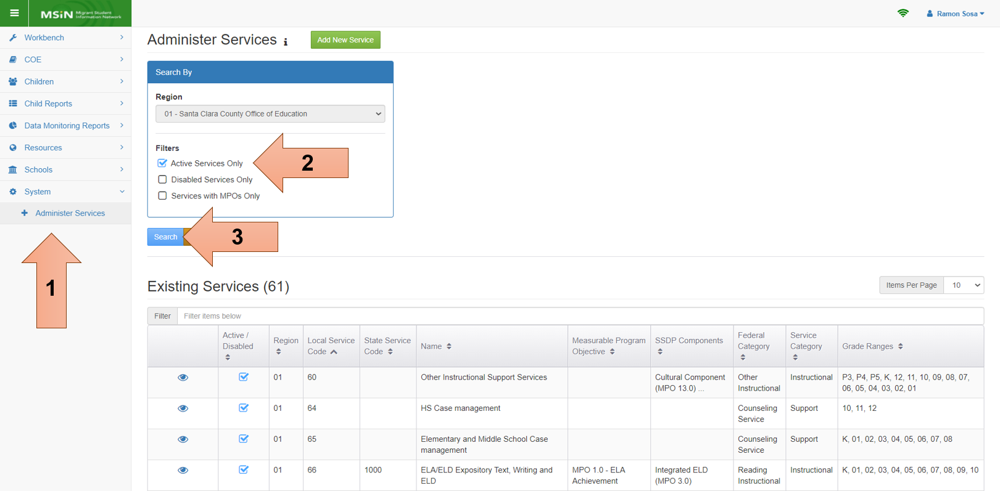 MSiN Migrant Student
Information Network
Ramon Sosa
Workbench
COE
Children
Child Reports
Data Monitoring Reports
Resources
Schools
System
Administer Services
1
Administer Services i
Add New Service
Search By
Region
01 - Santa Clara County Office of Education
Filters
Active Services Only
Disabled Services Only
Services with MPOs Only
2
Search
3
Existing Services (61)
Items Per Page 10
Filter Filter items below
Active /
Disabled
Region
Local Service
Code
State Service
Code
Name
Measurable Program
Objective
SSDP Components
Federal
Category
Service
Category
Grade Ranges
01
60
Other Instructional Support Services
Cultural Component
(MPO 13.0) ...
Other
Instructional
Instructional
P3, P4, P5, K, 12, 11, 10, 09, 08, 07,
06, 05, 04, 03, 02, 01
01
64
HS Case management
Counseling
Service
Support
10, 11, 12
01
65
Elementary and Middle School Case
management
Counseling
Service
Support
K, 01, 02, 03, 04, 05, 06, 07, 08
01
66
1000
ELA/ELD Expository Text, Writing and
ELD
MPO 1.0 - ELA
Achievement
Integrated ELD
(MPO 3.0)
Reading
Instructional
Instructional
K, 01, 02, 03, 04, 05, 06, 07, 08, 09, 10